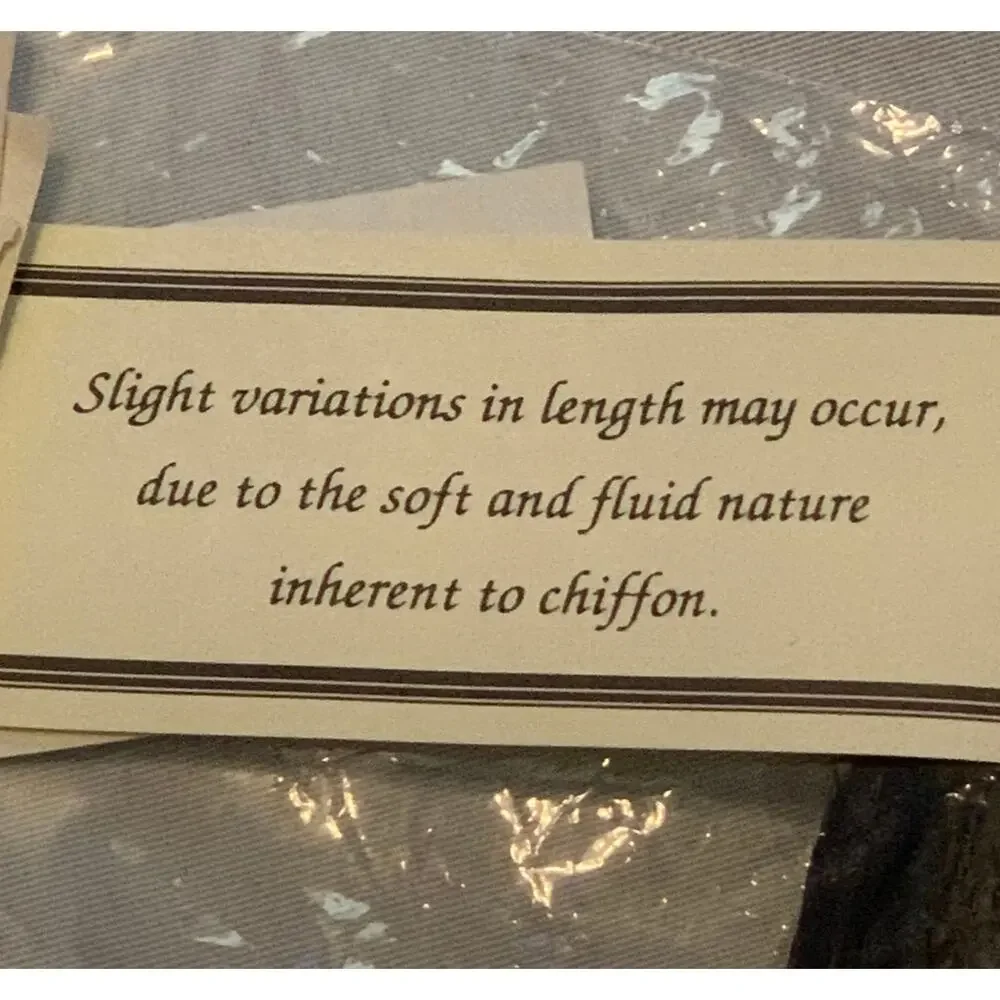 Slight variations in length may occur,
due to the soft and fluid nature
inherent to chiffon.